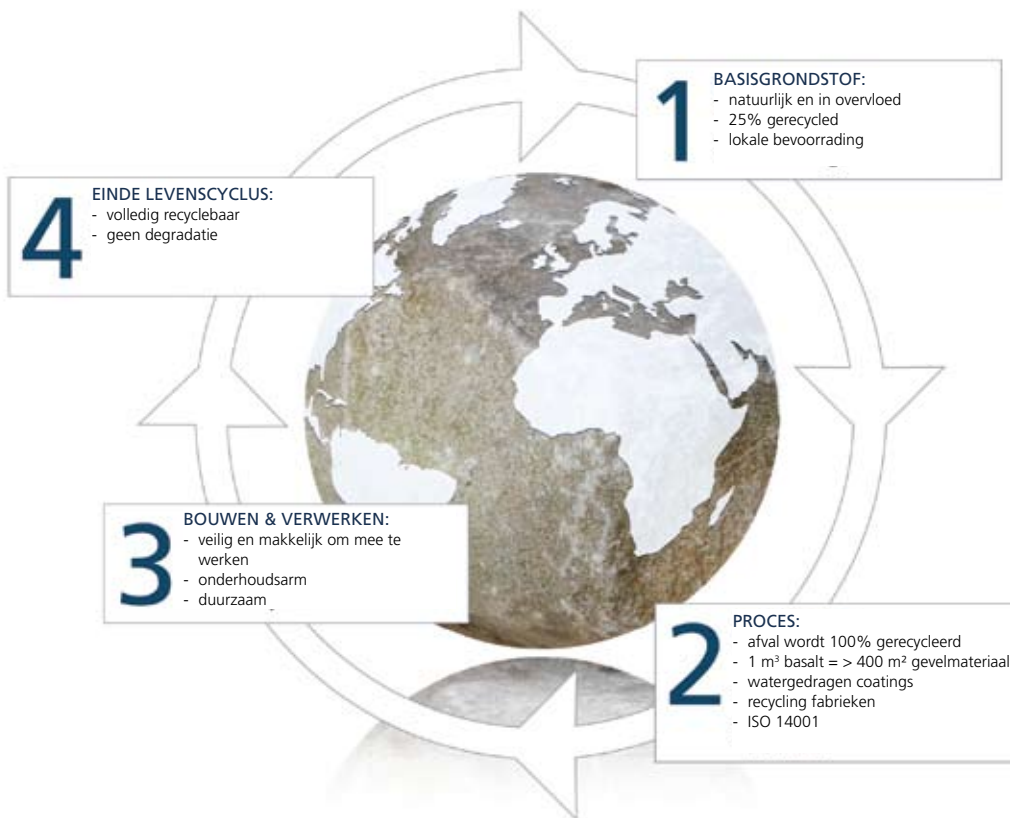 1
BASISGRONDSTOF:
- natuurlijk en in overvloed
- 25% gerecycled
- lokale bevoorrading
2
PROCES:
- afval wordt 100% gerecycleerd
- 1 m³ basalt = > 400 m² gevelmateriaal
- watergedragen coatings
- recycling fabrieken
- ISO 14001
3
BOUWEN & VERWERKEN:
- veilig en makkelijk om mee te
werken
- onderhoudsarm
- duurzaam
4
EINDE LEVENSCYCLUS:
- volledig recyclebaar
- geen degradatie